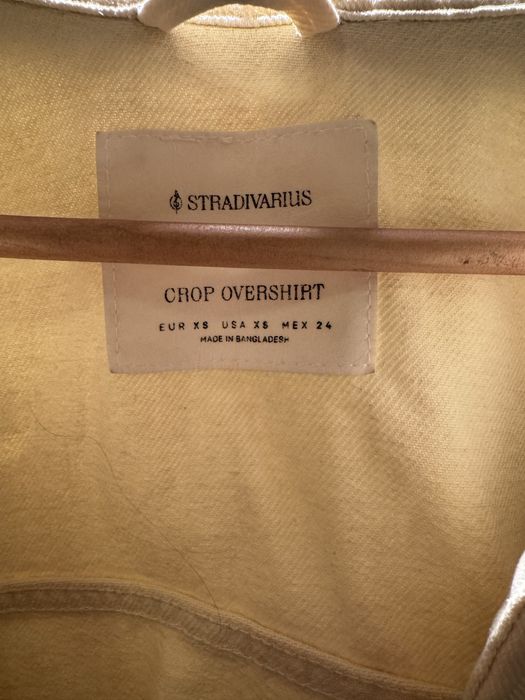 STRADIVARIUS
CROP OVERSHIRT
EUR XS USA XS MEX 24
MADE IN BANGLADESH